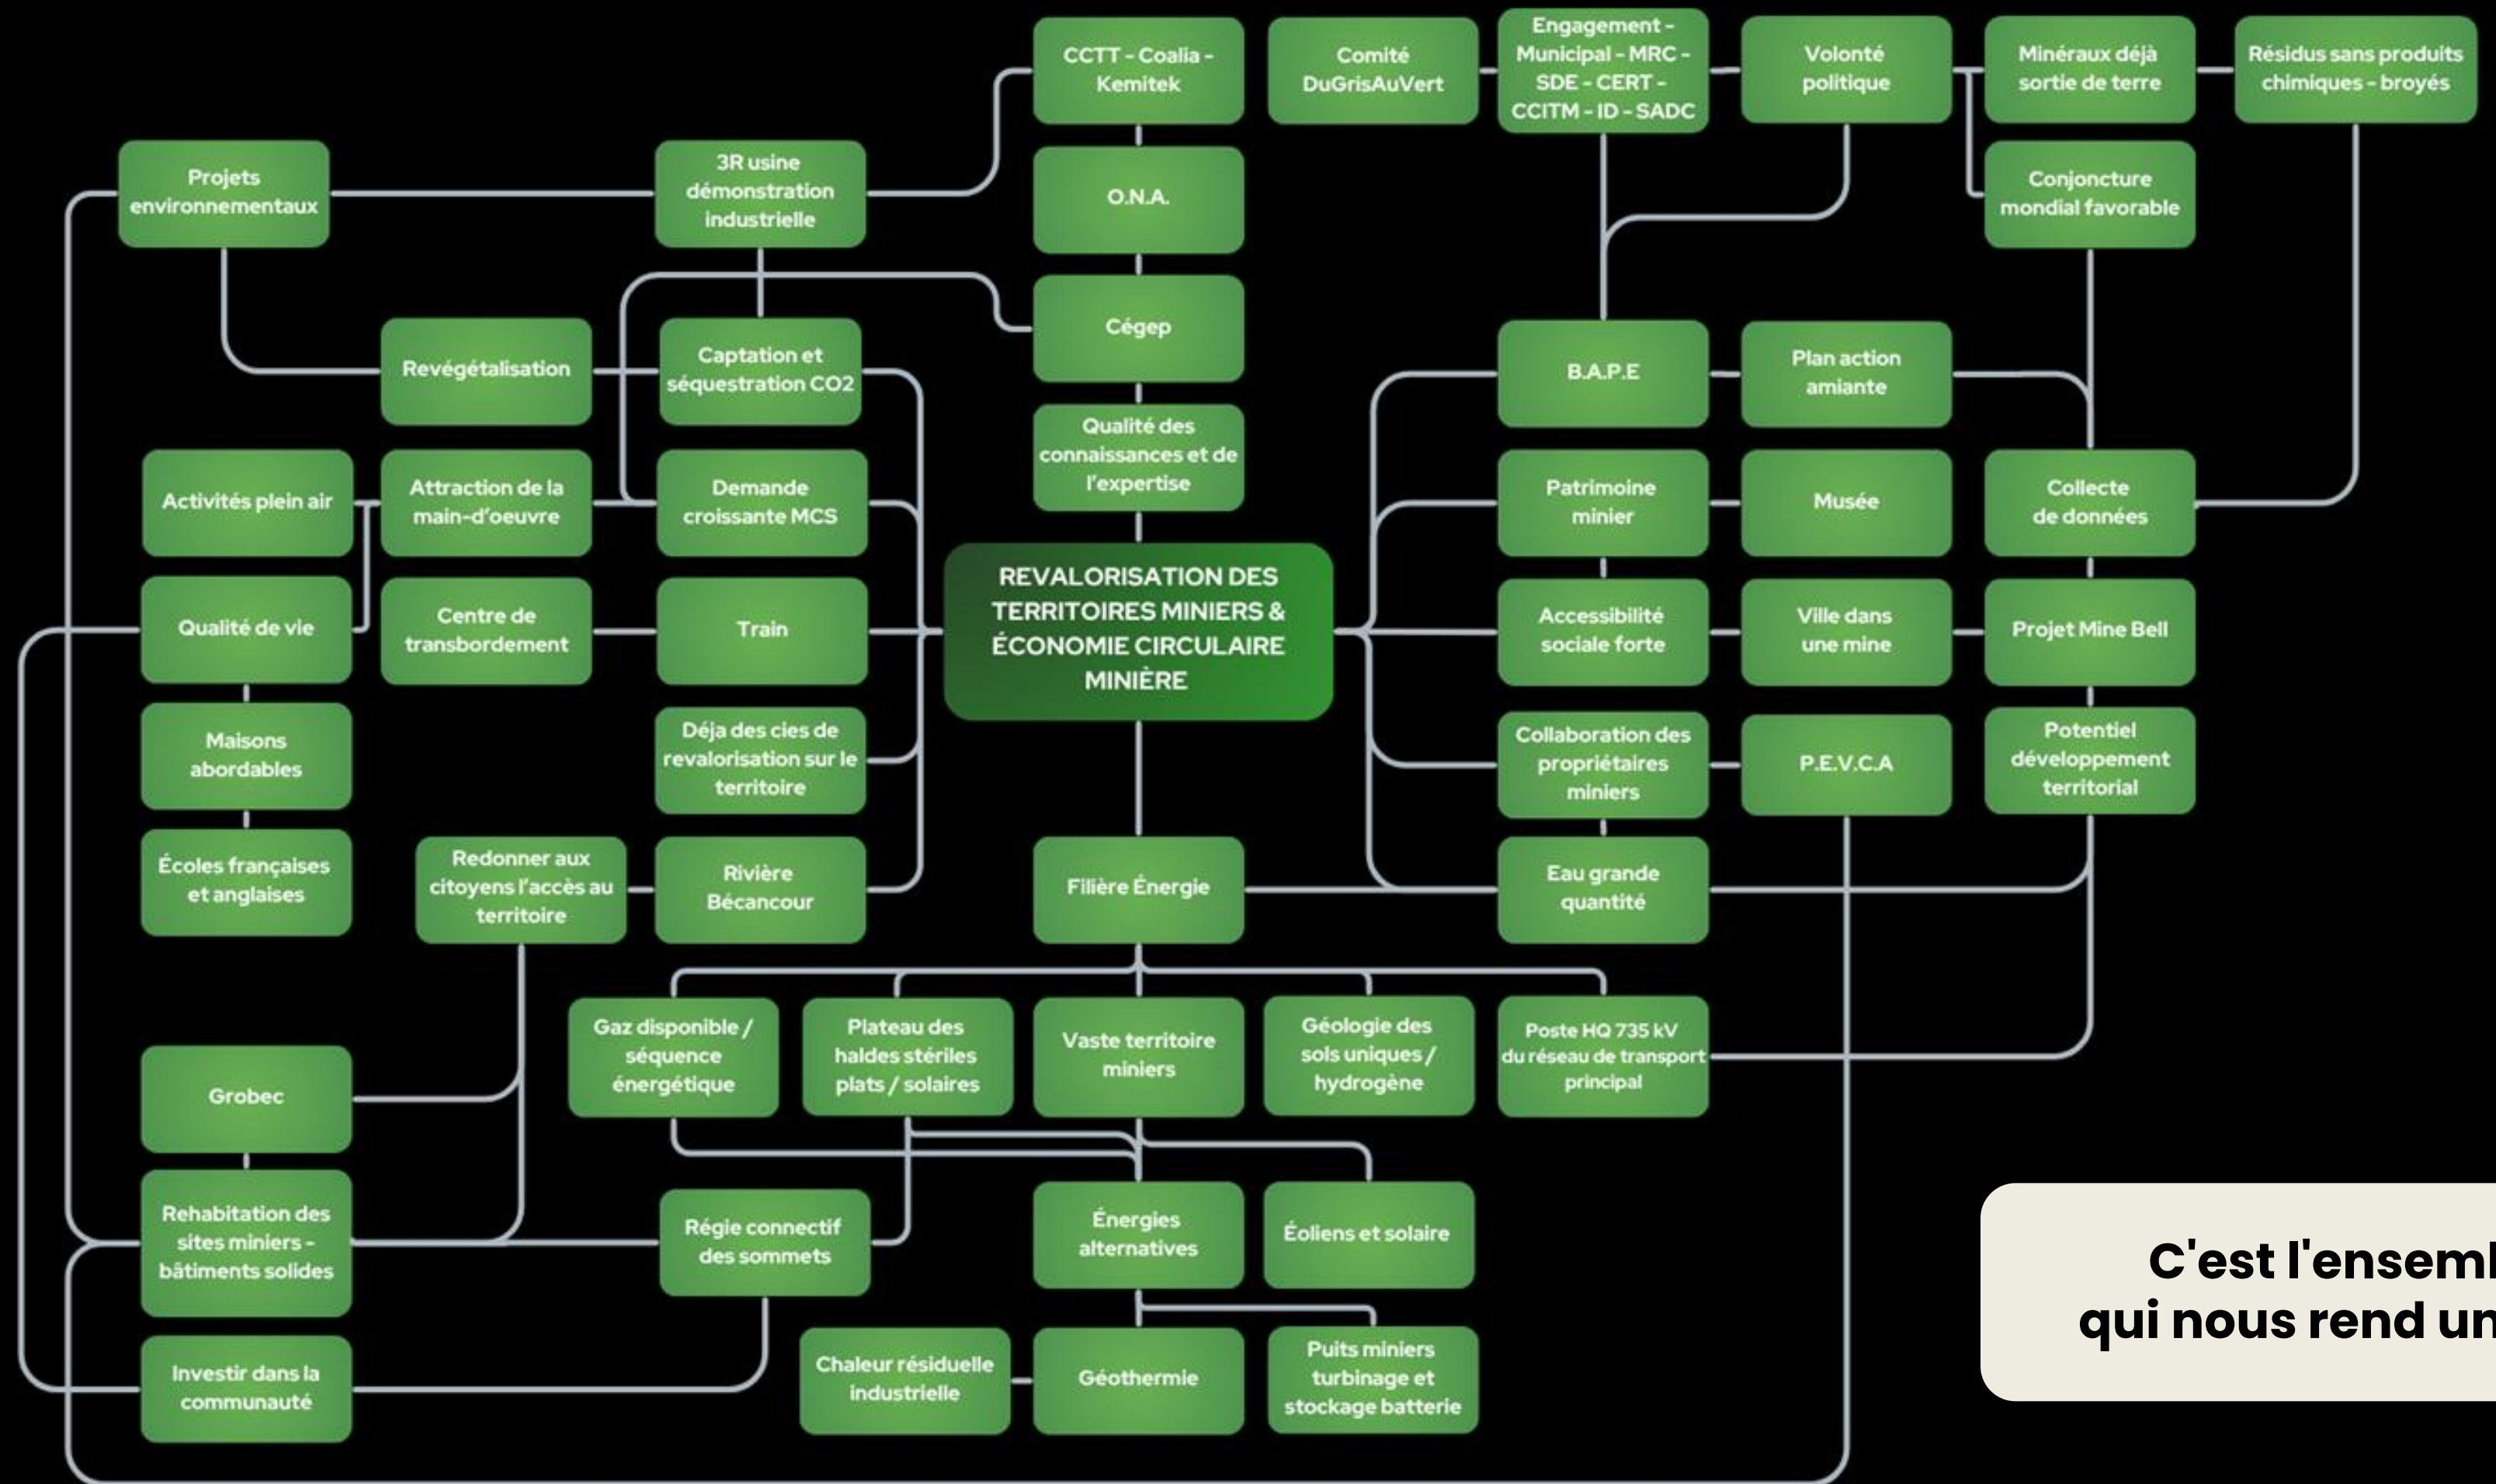 CCTT - Coalia -
Kemitek
Comité
DuGrisAuVert
Engagement -
Municipal - MRC -
SDE - CERT -
CCITM - ID - SADC
Volonté
politique
Minéraux déjà
sortie de terre
Résidus sans produits
chimiques - broyés
Projets
environnementaux
3R usine
démonstration
industrielle
O.N.A.
Conjoncture
mondial favorable
Cégep
Revégétalisation
Captation et
séquestration CO2
B.A.P.E
Plan action
amiante
Qualité des
connaissances et de
l'expertise
Activités plein air
Attraction de la
main-d'oeuvre
Demande
croissante MCS
Patrimoine
minier
Musée
Collecte
de données
REVALORISATION DES
TERRITOIRES MINIERS &
ÉCONOMIE CIRCULAIRE
MINIÈRE
Qualité de vie
Centre de
transbordement
Train
Accessibilité
sociale forte
Ville dans
une mine
Projet Mine Bell
Maisons
abordables
Déja des cies de
revalorisation sur le
territoire
Collaboration des
propriétaires
miniers
P.E.V.C.A
Potentiel
développement
territorial
Écoles françaises
et anglaises
Redonner aux
citoyens l'accès au
territoire
Rivière
Bécancour
Filière Énergie
Eau grande
quantité
Gaz disponible /
séquence
énergétique
Plateau des
haldes stériles
plats / solaires
Vaste territoire
miniers
Géologie des
sols uniques /
hydrogène
Poste HQ 735 kV
du réseau de transport
principal
Grobec
Rehabitation des
sites miniers -
bâtiments solides
Régie connectif
des sommets
Énergies
alternatives
Éoliens et solaire
C'est l'ensem
qui nous rend un
Investir dans la
communauté
Chaleur résiduelle
industrielle
Géothermie
Puits miniers
turbinage et
stockage batterie